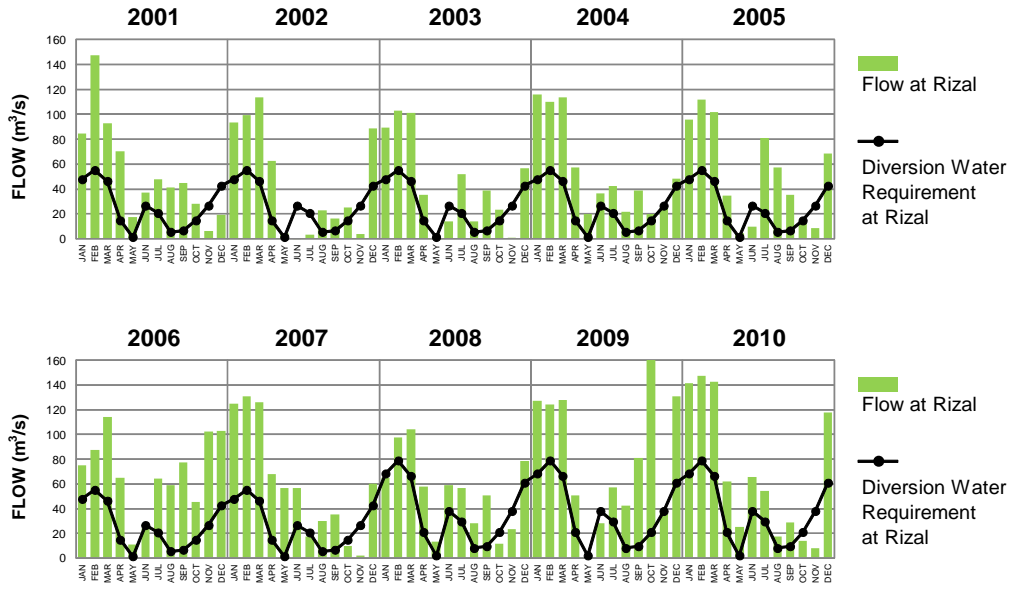 2001 2002 2003 2004 2005
160
140
120
100
80
60
40
20
0
FLOW (m³/s)
JAN FEB MAR APR MAY JUN JUL AUG SEP OCT NOV DEC JAN FEB MAR APR MAY JUN JUL AUG SEP OCT NOV DEC JAN FEB MAR APR MAY JUN JUL AUG SEP OCT NOV DEC JAN FEB MAR APR MAY JUN JUL AUG SEP OCT NOV DEC JAN FEB MAR APR MAY JUN JUL AUG SEP OCT NOV DEC
Flow at Rizal
Diversion Water
Requirement
at Rizal
2006 2007 2008 2009 2010
160
140
120
100
80
60
40
20
0
FLOW (m³/s)
JAN FEB MAR APR MAY JUN JUL AUG SEP OCT NOV DEC JAN FEB MAR APR MAY JUN JUL AUG SEP OCT NOV DEC JAN FEB MAR APR MAY JUN JUL AUG SEP OCT NOV DEC JAN FEB MAR APR MAY JUN JUL AUG SEP OCT NOV DEC JAN FEB MAR APR MAY JUN JUL AUG SEP OCT NOV DEC
Flow at Rizal
Diversion Water
Requirement
at Rizal